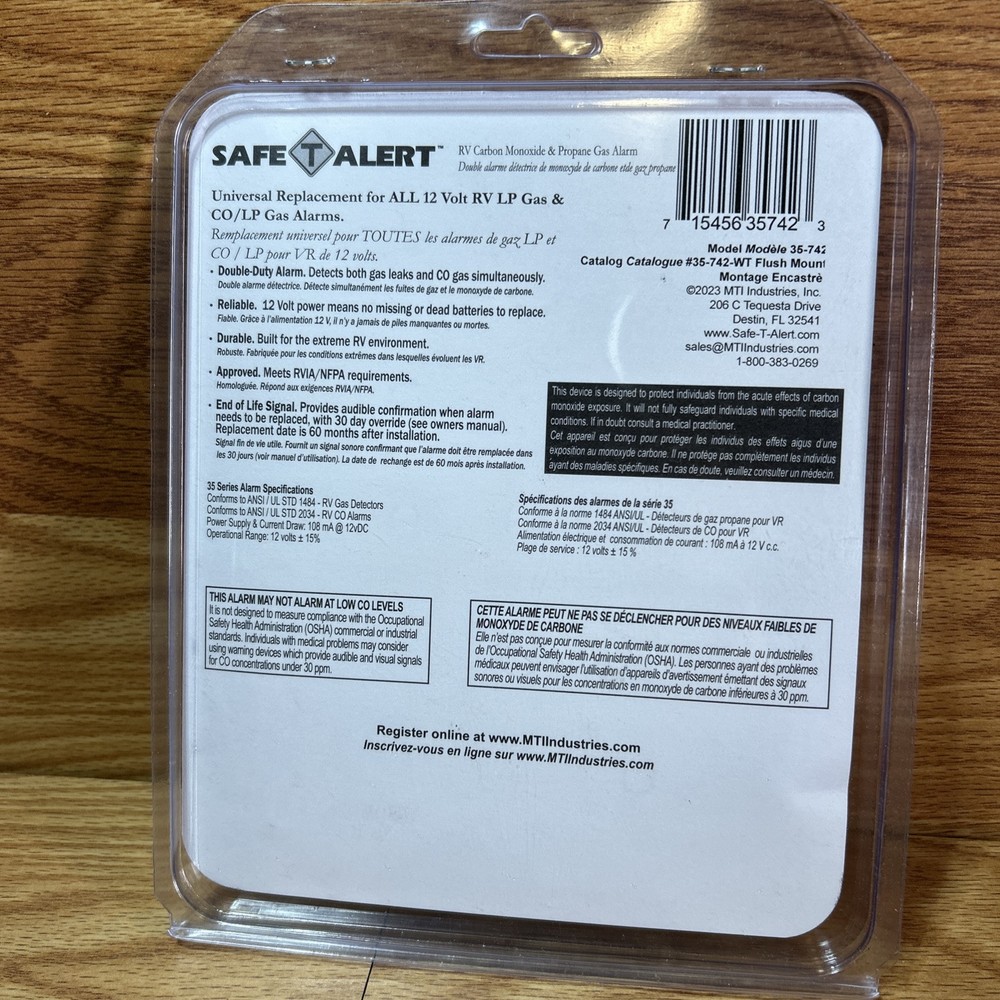 SAFE T ALERT™
RV Carbon Monoxide & Propane Gas Alarm
Double alarme détectrice de monoxyde de carbone etde gaz propane
Universal Replacement for ALL 12 Volt RV LP Gas &
CO/LP Gas Alarms.
Remplacement universel pour TOUTES les alarmes de gaz LP et
CO / LP pour VR de 12 volts.
• Double-Duty Alarm. Detects both gas leaks and CO gas simultaneously.
Double alarme détectrice. Détecte simultanément les fuites de gaz et le monoxyde de carbone.
• Reliable. 12 Volt power means no missing or dead batteries to replace.
Fiable. Grâce à l'alimentation 12 V, il n'y a jamais de piles manquantes ou mortes.
• Durable. Built for the extreme RV environment.
Robuste. Fabriquée pour les conditions extrêmes dans lesquelles évoluent les VR.
• Approved. Meets RVIA/NFPA requirements.
Homologuée. Répond aux exigences RVIA/NFPA.
• End of Life Signal. Provides audible confirmation when alarm
needs to be replaced, with 30 day override (see owners manual).
Replacement date is 60 months after installation.
Signal fin de vie utile. Fournit un signal sonore confirmant que l'alarme doit être remplacée dans
les 30 jours (voir manuel d'utilisation). La date de rechange est de 60 mois après installation.
7 15456 35742 3
Model Modèle 35-742
Catalog Catalogue #35-742-WT Flush Mount
Montage Encastrè
©2023 MTI Industries, Inc.
206 C Tequesta Drive
Destin, FL 32541
www.Safe-T-Alert.com
sales@MTIIndustries.com
1-800-383-0269
This device is designed to protect individuals from the acute effects of carbon
monoxide exposure. It will not fully safeguard individuals with specific medical
conditions. If in doubt consult a medical practitioner.
Cet appareil est conçu pour protéger les individus des effets aigus d'une
exposition au monoxyde de carbone. Il ne protége pas complètement les individus
ayant des maladies spécifiques. En cas de doute, veuillez consulter un médecin.
35 Series Alarm Specifications
Conforms to ANSI / UL STD 1484 - RV Gas Detectors
Conforms to ANSI / UL STD 2034 - RV CO Alarms
Power Supply & Current Draw: 108 mA @ 12vDC
Operational Range: 12 volts ± 15%
Spécifications des alarmes de la série 35
Conforme à la norme 1484 ANSI/UL - Détecteurs de gaz propane pour VR
Conforme à la norme 2034 ANSI/UL - Détecteurs de CO pour VR
Alimentation électrique et consommation de courant : 108 mA à 12 V c.c.
Plage de service : 12 volts ± 15 %
THIS ALARM MAY NOT ALARM AT LOW CO LEVELS
It is not designed to measure compliance with the Occupational
Safety Health Administration (OSHA) commercial or industrial
standards. Individuals with medical problems may consider
using warning devices which provide audible and visual signals
for CO concentrations under 30 ppm.
CETTE ALARME PEUT NE PAS SE DÉCLENCHER POUR DES NIVEAUX FAIBLES DE
MONOXYDE DE CARBONE
Elle n'est pas conçue pour mesurer la conformité aux normes commerciale ou industrielles
de l'Occupational Safety Health Administration (OSHA). Les personnes ayant des problèmes
médicaux peuvent envisager l'utilisation d'appareils d'avertissement émettant des signaux
sonores ou visuels pour les concentrations en monoxyde de carbone inférieures à 30 ppm.
Register online at www.MTIIndustries.com
Inscrivez-vous en ligne sur www.MTIIndustries.com